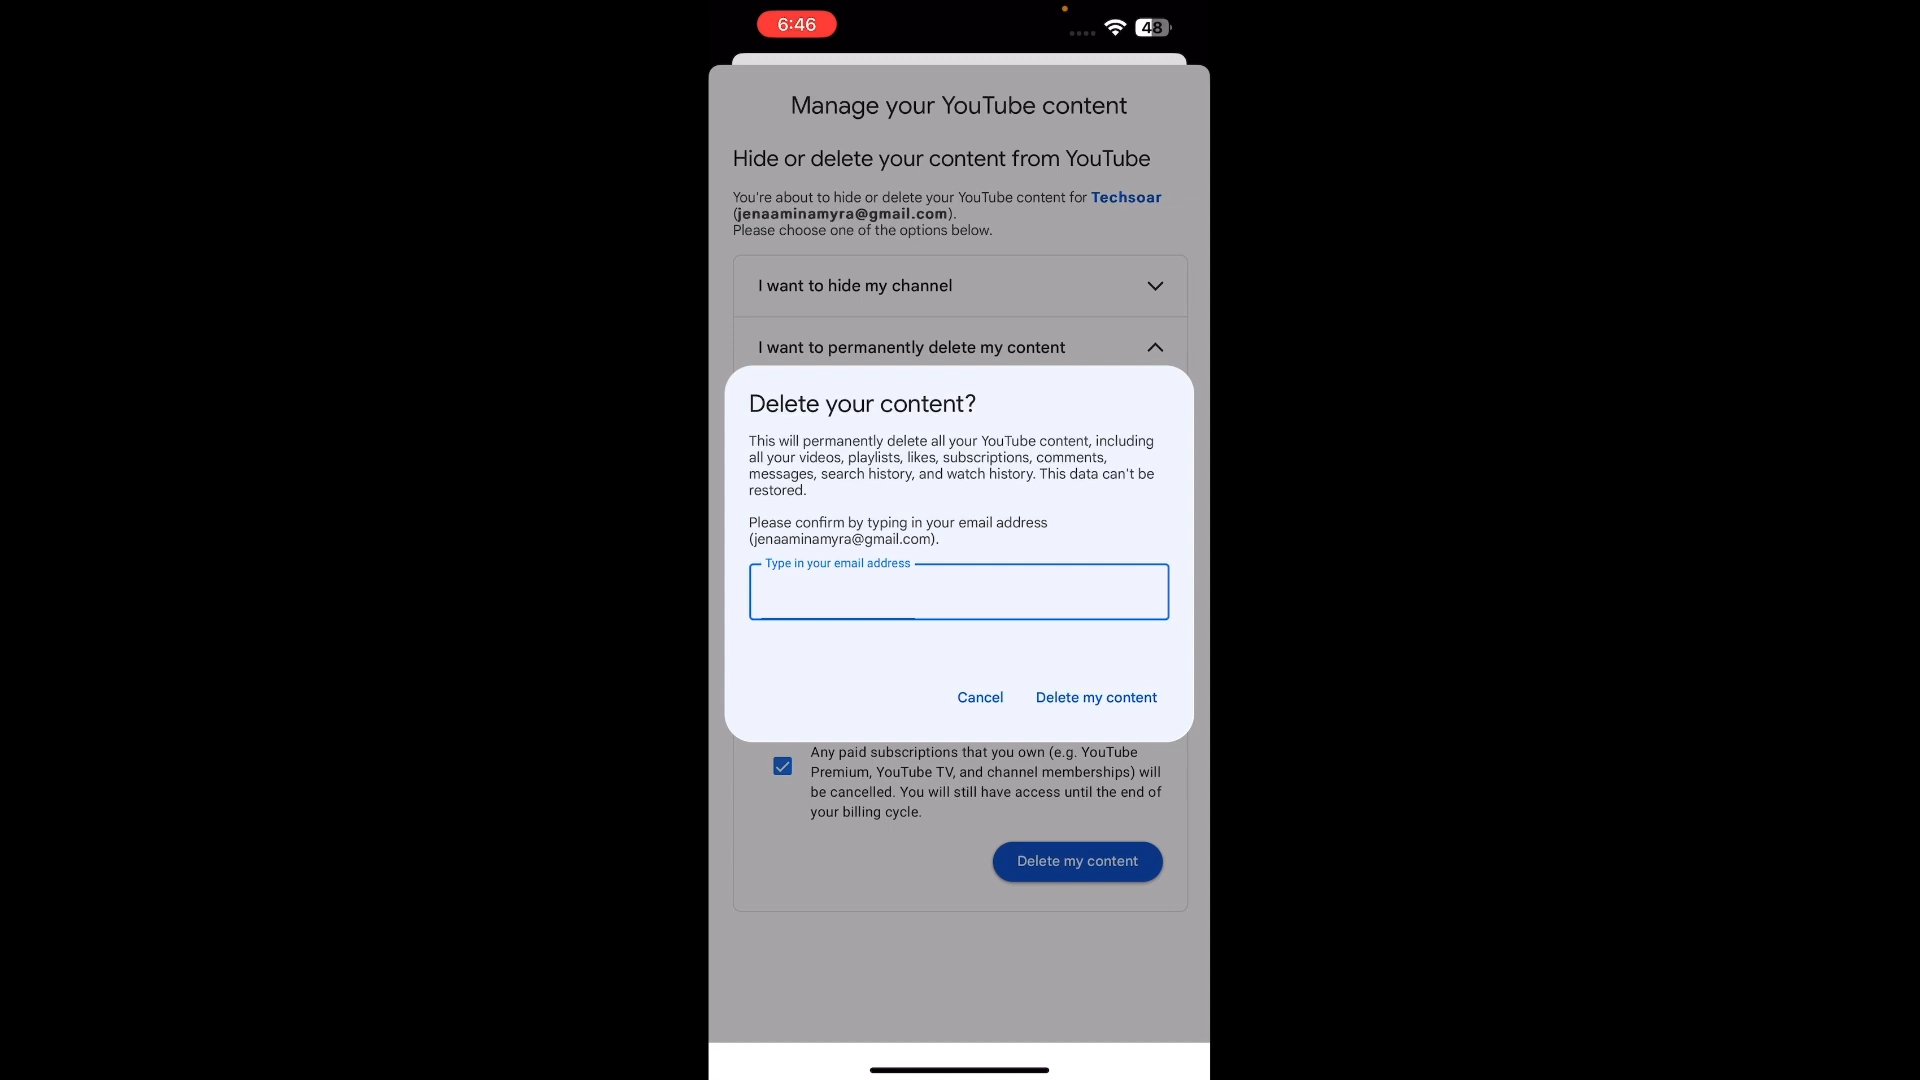 6:46
48
Manage your YouTube content
Hide or delete your content from YouTube
You're about to hide or delete your YouTube content for Techsoar
(jenaaminamyra@gmail.com).
Please choose one of the options below.
I want to hide my channel
I want to permanently delete my content
Delete your content?
This will permanently delete all your YouTube content, including
all your videos, playlists, likes, subscriptions, comments,
messages, search history, and watch history. This data can't be
restored.
Please confirm by typing in your email address
(jenaaminamyra@gmail.com).
Type in your email address
Cancel Delete my content
Any paid subscriptions that you own (e.g. YouTube
Premium, YouTube TV, and channel memberships) will
be cancelled. You will still have access until the end of
your billing cycle.
Delete my content